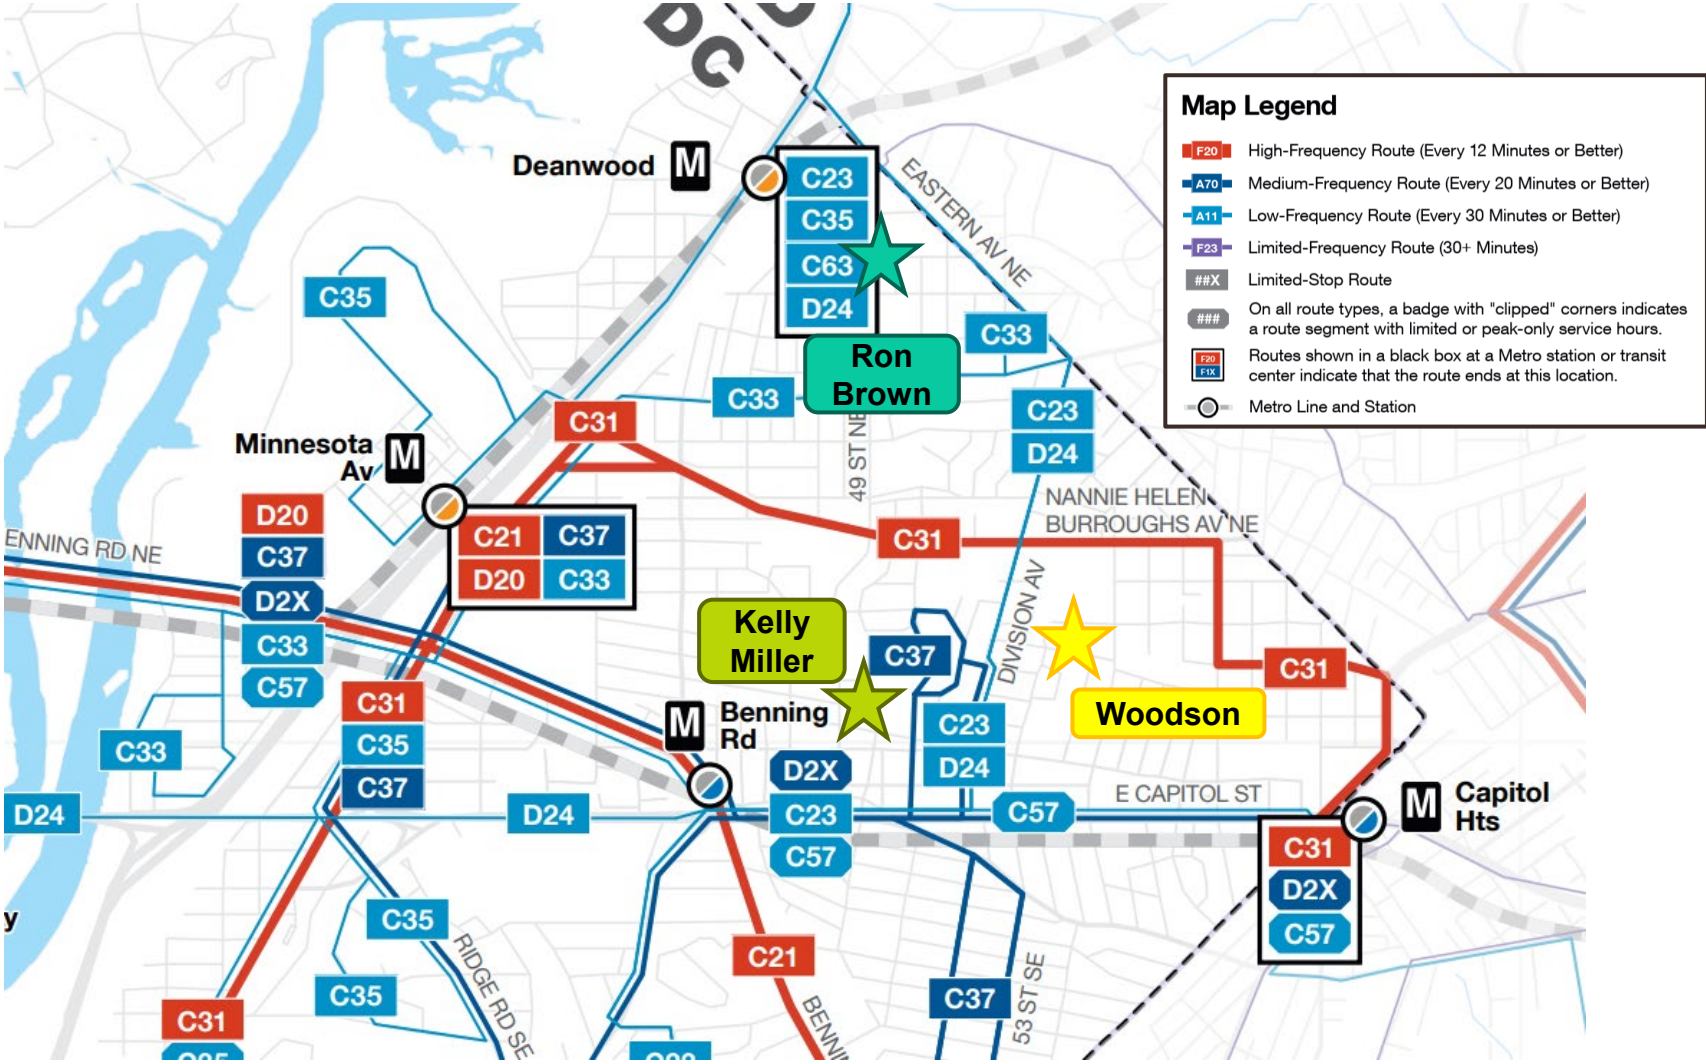 DC
D
Deanwood M
C23
C35
C63
D24
Ron
Brown
EASTERN AV NE
C33
C35
C33
C31
C23
D24
49 ST NE
Minnesota
Av
M
D20
C37
D2X
C33
C57
C21 C37
D20 C33
ENNING RD NE
C31
NANNIE HELEN
BURROUGHS AV NE
DIVISION AV
Kelly
Miller
C37
Woodson
C31
C31
C35
C37
C33
M
Benning
Rd
D2X
C23
C57
C23
D24
C57
E CAPITOL ST
M
Capitol
Hts
C31
D2X
C57
D24
D24
y
C35
C35
RIDGE RD SE
C21
C37
53 ST SE
C31
Map Legend
F20 High-Frequency Route (Every 12 Minutes or Better)
A70 Medium-Frequency Route (Every 20 Minutes or Better)
A11 Low-Frequency Route (Every 30 Minutes or Better)
F23 Limited-Frequency Route (30+ Minutes)
##X Limited-Stop Route
### On all route types, a badge with "clipped" corners indicates
a route segment with limited or peak-only service hours.
F20 Routes shown in a black box at a Metro station or transit
F1X center indicate that the route ends at this location.
Metro Line and Station